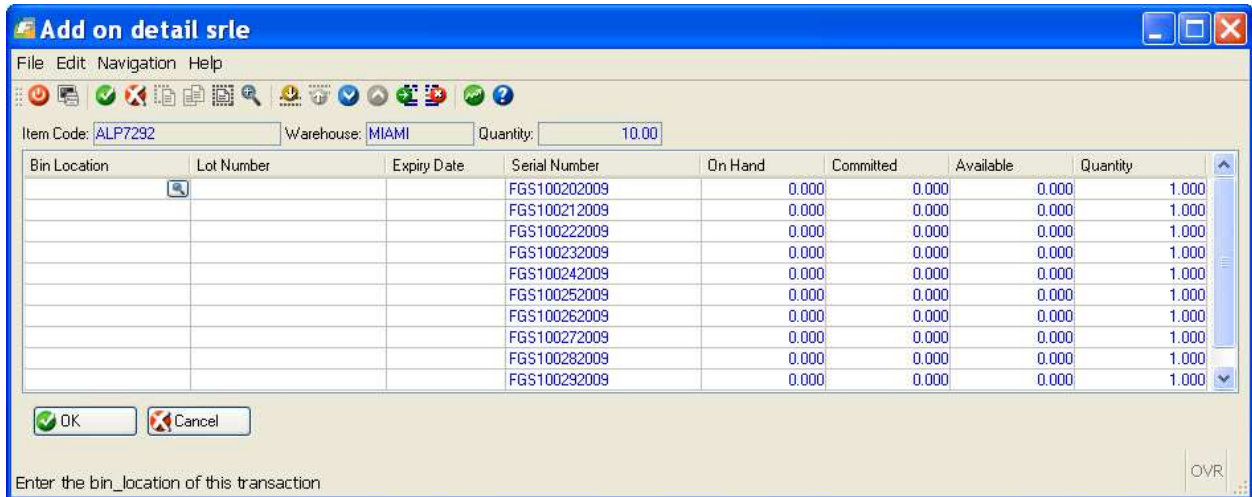 Add on detail srle
File Edit Navigation Help
Item Code: ALP7292 Warehouse: MIAMI Quantity: 10.00
Bin Location Lot Number Expiry Date Serial Number On Hand Committed Available Quantity
FGS100202009 0.000 0.000 0.000 1.000
FGS100212009 0.000 0.000 0.000 1.000
FGS100222009 0.000 0.000 0.000 1.000
FGS100232009 0.000 0.000 0.000 1.000
FGS100242009 0.000 0.000 0.000 1.000
FGS100252009 0.000 0.000 0.000 1.000
FGS100262009 0.000 0.000 0.000 1.000
FGS100272009 0.000 0.000 0.000 1.000
FGS100282009 0.000 0.000 0.000 1.000
FGS100292009 0.000 0.000 0.000 1.000
OK Cancel
Enter the bin_location of this transaction OVR